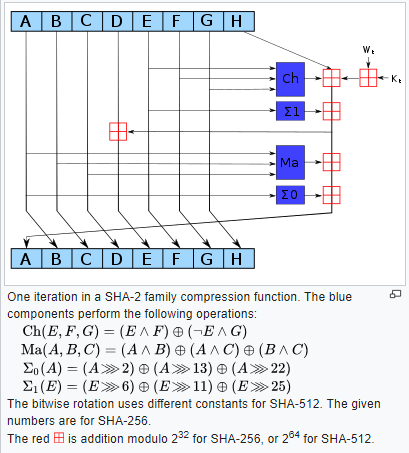 A B C D E F G H
Wt
Ch
Kt
Σ1
Ma
Σ0
A B C D E F G H
One iteration in a SHA-2 family compression function. The blue
components perform the following operations:
Ch(E, F, G) = (E ∧ F) ⊕ (¬E ∧ G)
Ma(A, B, C) = (A ∧ B) ⊕ (A ∧ C) ⊕ (B ∧ C)
Σ₀(A) = (A⋙2) ⊕ (A⋙13) ⊕ (A⋙22)
Σ₁(E) = (E⋙6) ⊕ (E⋙11) ⊕ (E⋙25)
The bitwise rotation uses different constants for SHA-512. The given
numbers are for SHA-256.
The red ⊞ is addition modulo 2³² for SHA-256, or 2⁶⁴ for SHA-512.